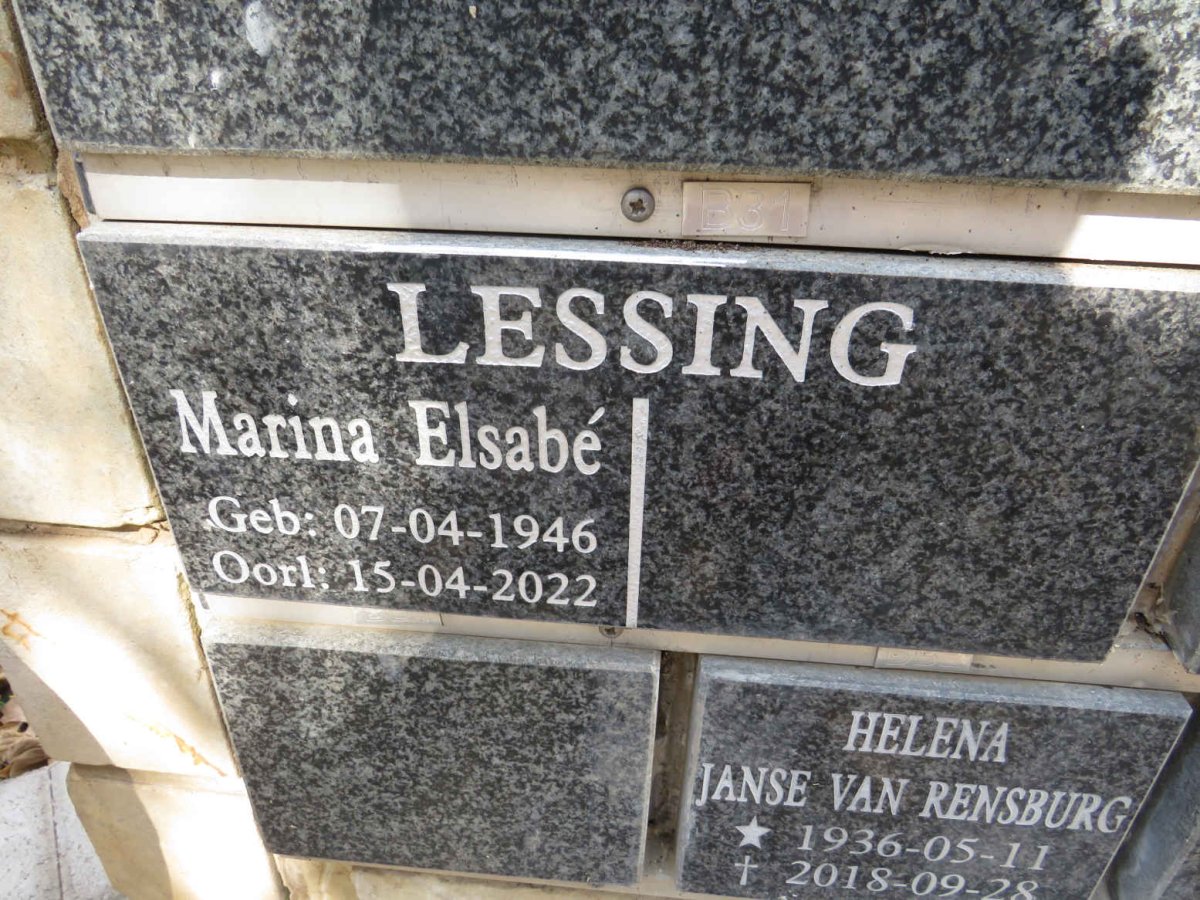 B31
LESSING
Marina Elsabé
Geb: 07-04-1946
Oorl: 15-04-2022
HELENA
JANSE VAN RENSBURG
★ 1936-05-11
✝ 2018-09-28